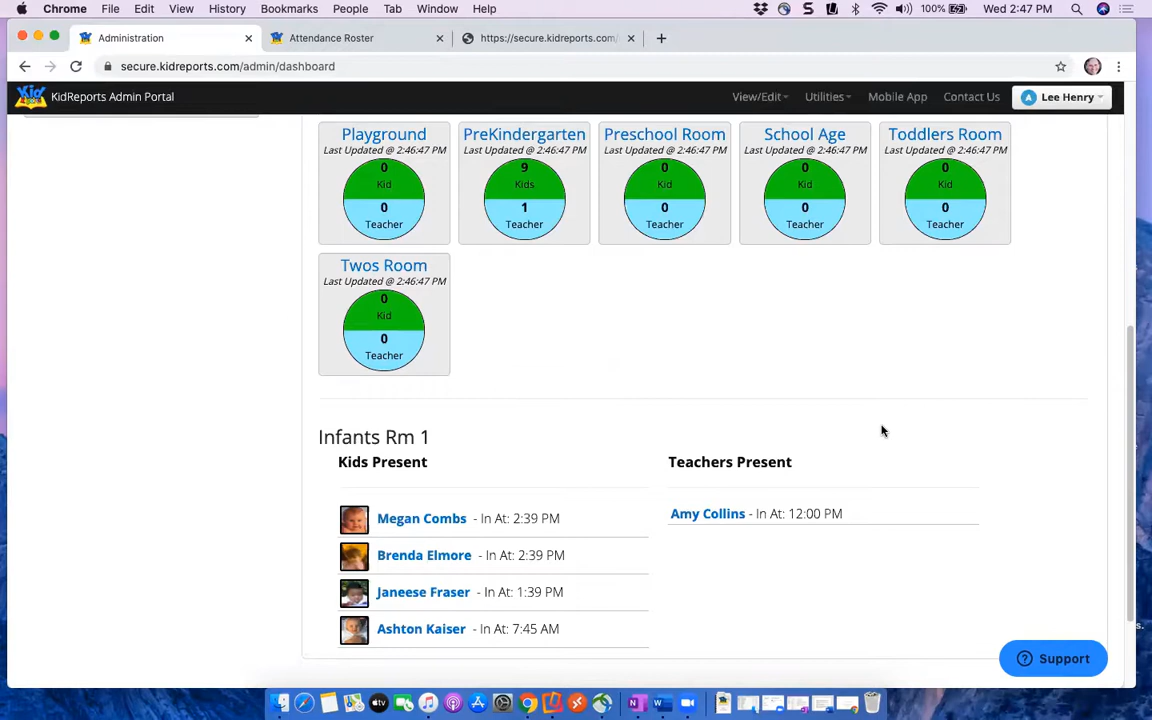 Chrome File Edit View History Bookmarks People Tab Window Help 100% Wed 2:47 PM
Administration Attendance Roster https://secure.kidreports.com/
secure.kidreports.com/admin/dashboard
KidReports Admin Portal View/Edit Utilities Mobile App Contact Us A Lee Henry
Playground PreKindergarten Preschool Room School Age Toddlers Room
Last Updated @ 2:46:47 PM Last Updated @ 2:46:47 PM Last Updated @ 2:46:47 PM Last Updated @ 2:46:47 PM Last Updated @ 2:46:47 PM
0 9 0 0 0
Kid Kids Kid Kid Kid
0 1 0 0 0
Teacher Teacher Teacher Teacher Teacher
Twos Room
Last Updated @ 2:46:47 PM
0
Kid
0
Teacher
Infants Rm 1
Kids Present Teachers Present
Megan Combs - In At: 2:39 PM Amy Collins - In At: 12:00 PM
Brenda Elmore - In At: 2:39 PM
Janeese Fraser - In At: 1:39 PM
Ashton Kaiser - In At: 7:45 AM
Support